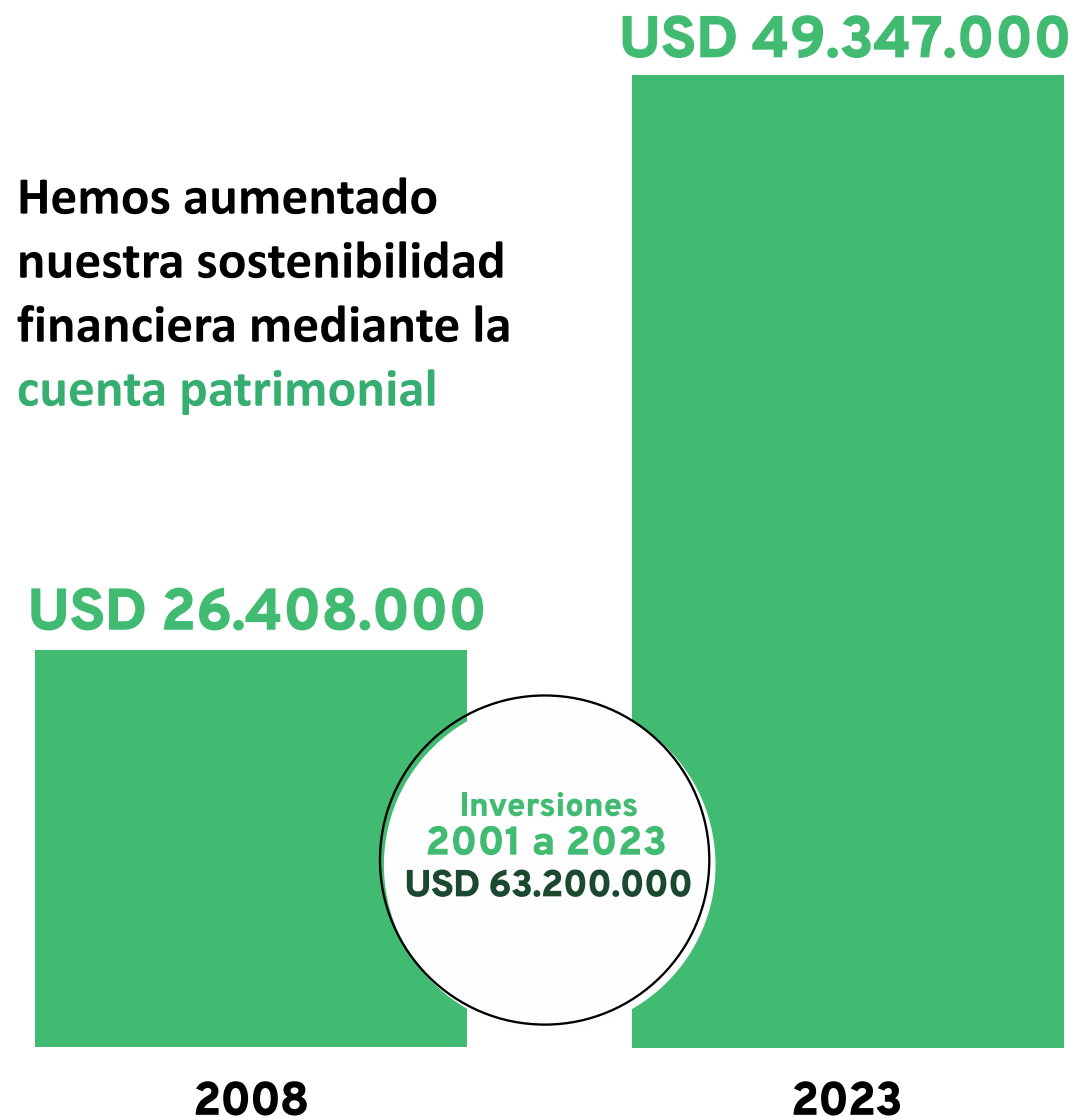 USD 49.347.000
Hemos aumentado
nuestra sostenibilidad
financiera mediante la
cuenta patrimonial
USD 26.408.000
Inversiones
2001 a 2023
USD 63.200.000
2008
2023